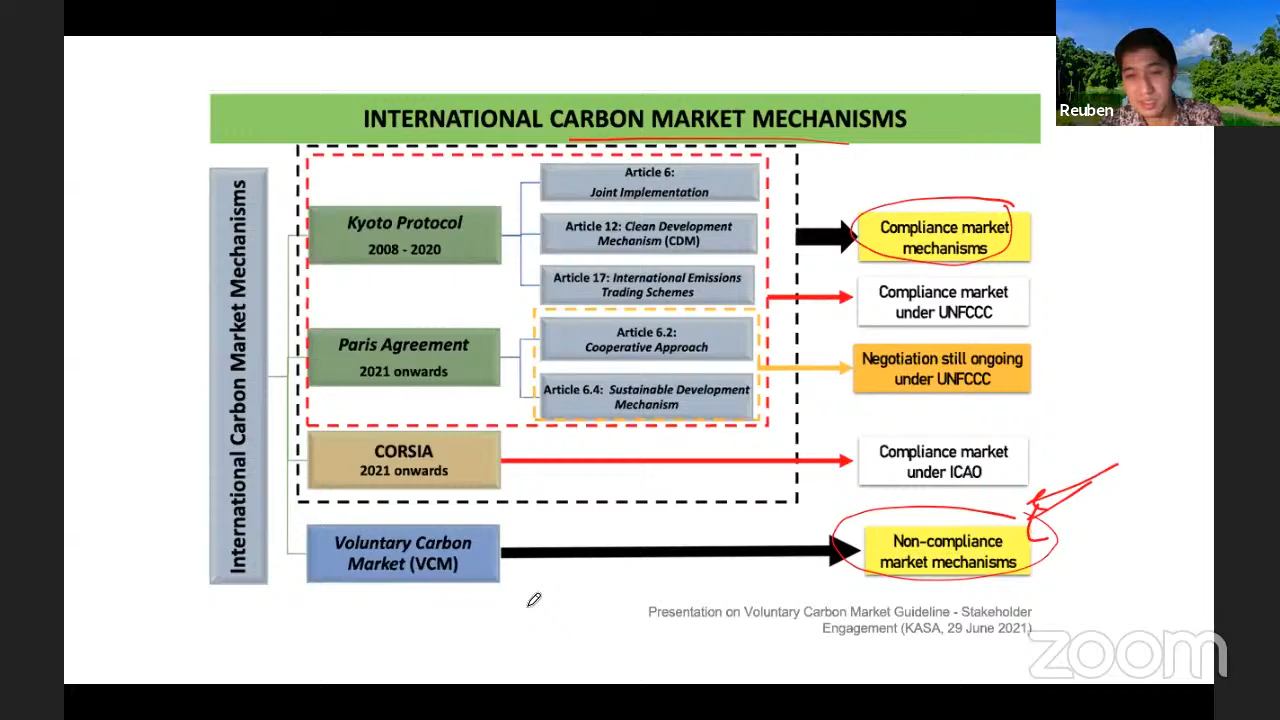 Reuben
INTERNATIONAL CARBON MARKET MECHANISMS
International Carbon Market Mechanisms
Kyoto Protocol
2008 - 2020
Article 6:
Joint Implementation
Article 12: Clean Development
Mechanism (CDM)
Article 17: International Emissions
Trading Schemes
Paris Agreement
2021 onwards
Article 6.2:
Cooperative Approach
Article 6.4: Sustainable Development
Mechanism
CORSIA
2021 onwards
Voluntary Carbon
Market (VCM)
Compliance market
mechanisms
Compliance market
under UNFCCC
Negotiation still ongoing
under UNFCCC
Compliance market
under ICAO
Non-compliance
market mechanisms
Presentation on Voluntary Carbon Market Guideline - Stakeholder
Engagement (KASA, 29 June 2021)
zoom